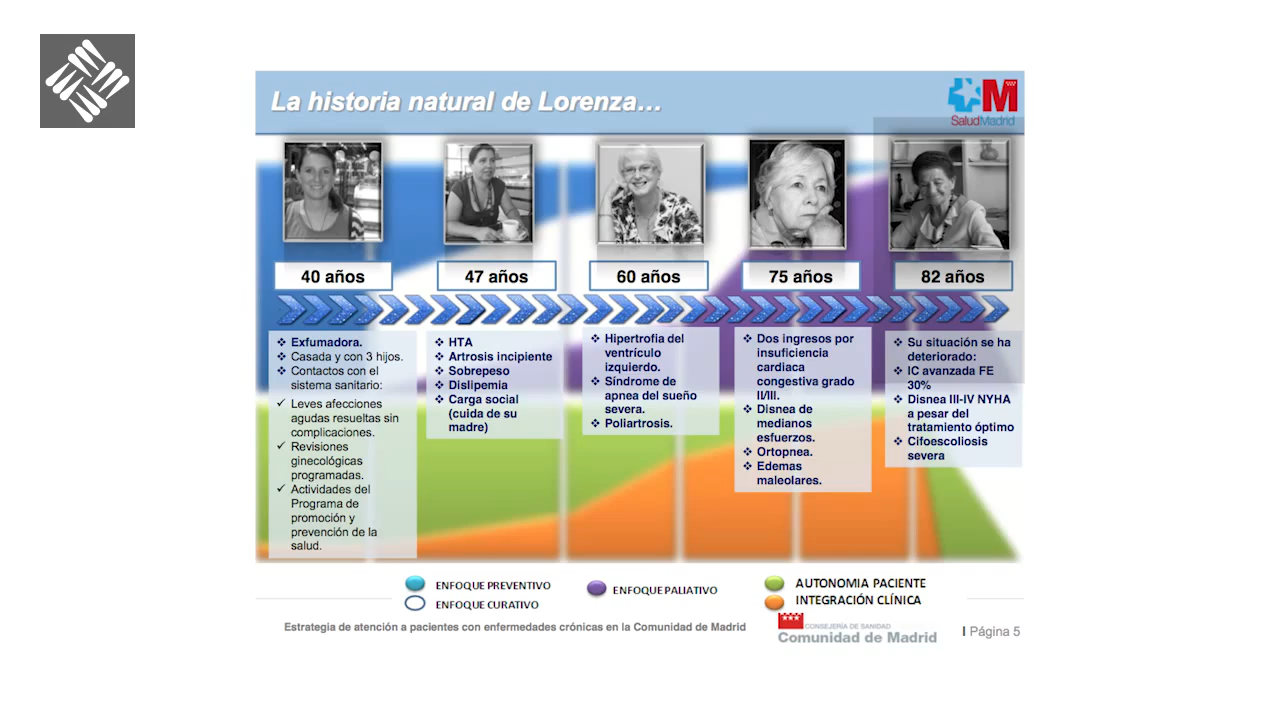 La historia natural de Lorenza...
SaludMadrid
40 años
47 años
60 años
75 años
82 años
Exfumadora.
Casada y con 3 hijos.
Contactos con el
sistema sanitario:
✓ Leves afecciones
agudas resueltas sin
complicaciones.
✓ Revisiones
ginecológicas
programadas.
✓ Actividades del
Programa de
promoción y
prevención de la
salud.
HTA
Artrosis incipiente
Sobrepeso
Dislipemia
Carga social
(cuida de su
madre)
Hipertrofia del
ventrículo
izquierdo.
Síndrome de
apnea del sueño
severa.
Poliartrosis.
Dos ingresos por
insuficiencia
cardiaca
congestiva grado
II/III.
Disnea de
medianos
esfuerzos.
Ortopnea.
Edemas
maleolares.
Su situación se ha
deteriorado:
IC avanzada FE
30%
Disnea III-IV NYHA
a pesar del
tratamiento óptimo
Cifoescoliosis
severa
ENFOQUE PREVENTIVO
ENFOQUE CURATIVO
ENFOQUE PALIATIVO
AUTONOMIA PACIENTE
INTEGRACIÓN CLÍNICA
Estrategia de atención a pacientes con enfermedades crónicas en la Comunidad de Madrid
CONSEJERÍA DE SANIDAD
Comunidad de Madrid
I Página 5